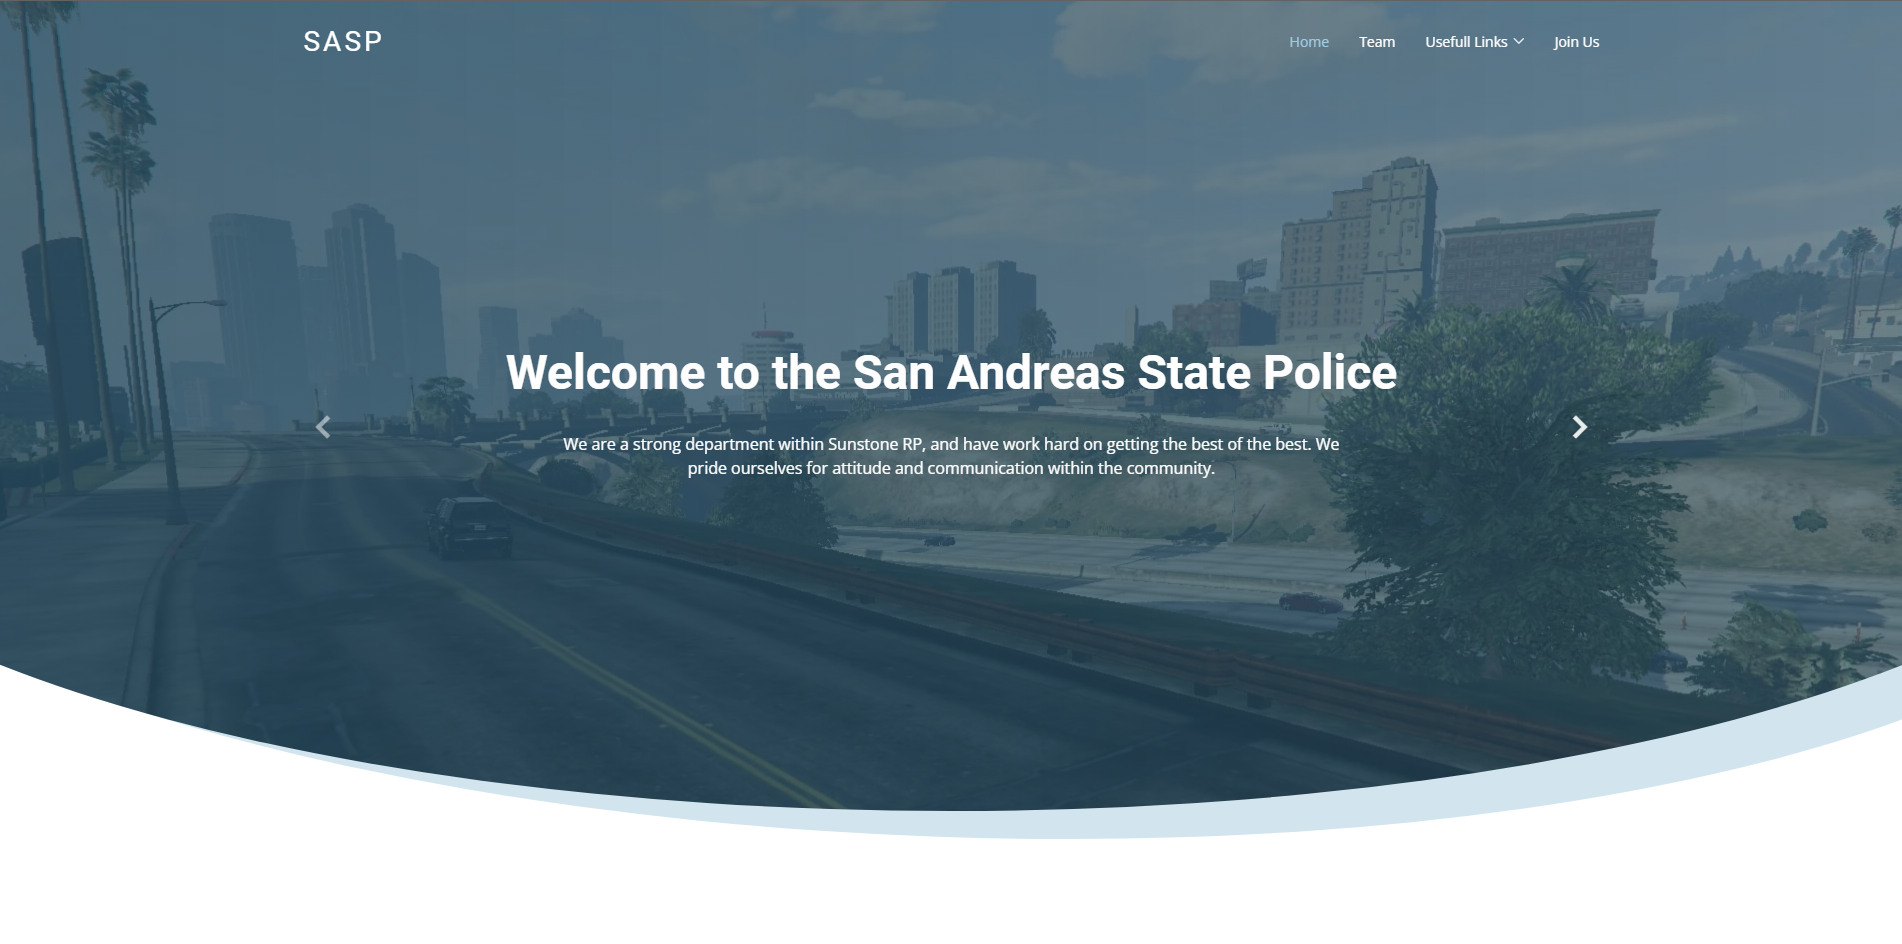 SASP
Home Team Usefull Links Join Us
Welcome to the San Andreas State Police
We are a strong department within Sunstone RP, and have work hard on getting the best of the best. We
pride ourselves for attitude and communication within the community.